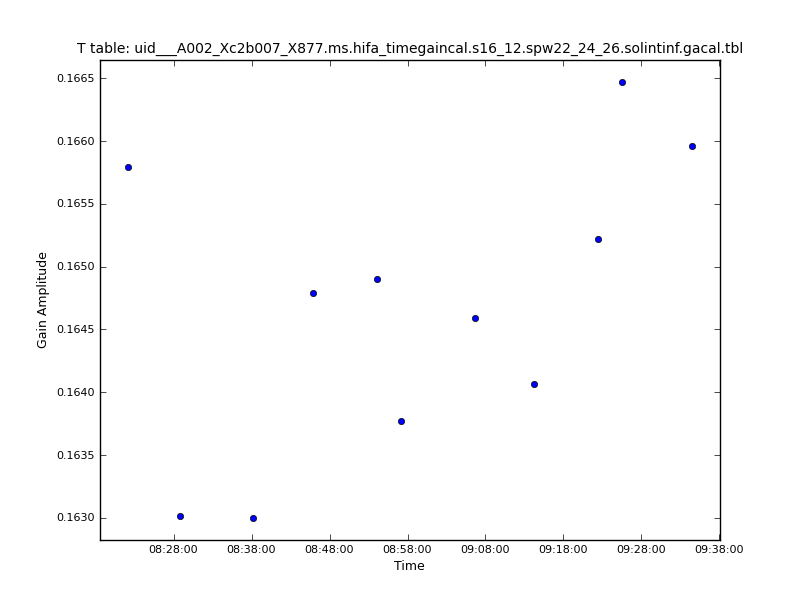 T table: uid___A002_Xc2b007_X877.ms.hifa_timegaincal.s16_12.spw22_24_26.solintinf.gacal.tbl
0.1665
0.1660
0.1655
0.1650
0.1645
0.1640
0.1635
0.1630
Gain Amplitude
08:28:00 08:38:00 08:48:00 08:58:00 09:08:00 09:18:00 09:28:00 09:38:00
Time